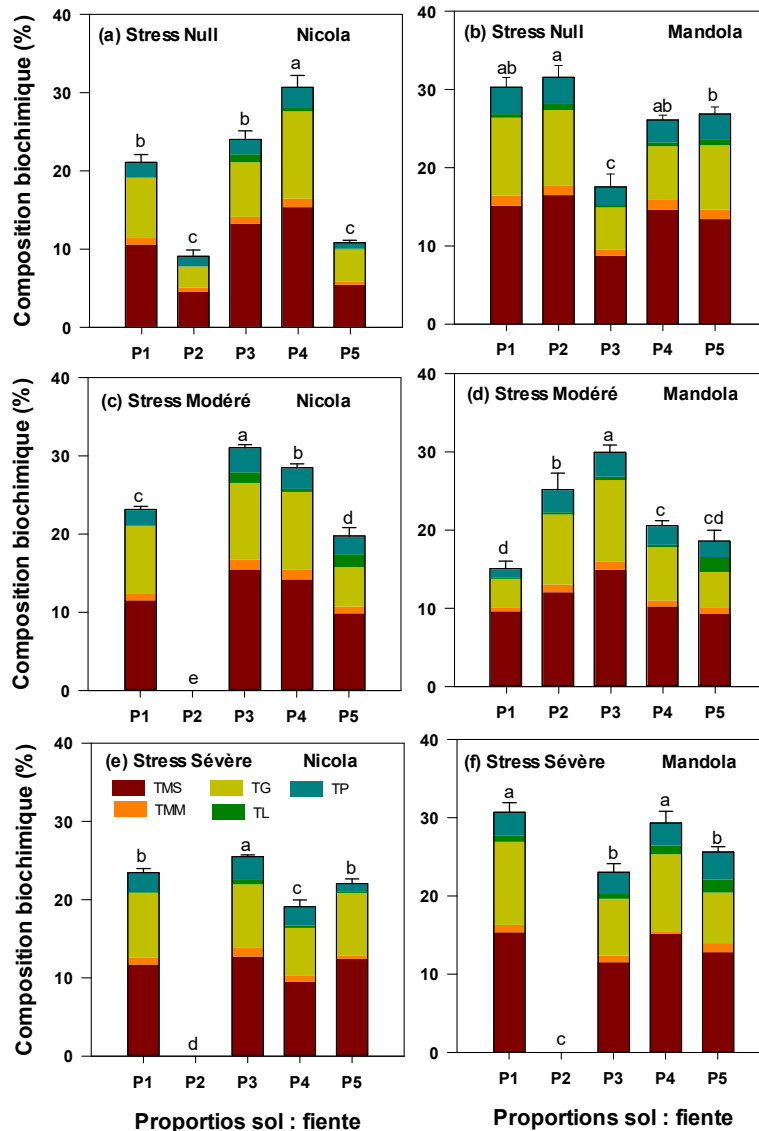 Composition biochimique (%)
40
30
20
10
0
(a) Stress Null Nicola
b
c
b
a
c
P1 P2 P3 P4 P5
40
30
20
10
0
(b) Stress Null Mandola
ab
a
c
ab
b
P1 P2 P3 P4 P5
Composition biochimique (%)
40
30
20
10
0
(c) Stress Modéré Nicola
c
e
a
b
d
P1 P2 P3 P4 P5
40
30
20
10
0
(d) Stress Modéré Mandola
d
b
a
c
cd
P1 P2 P3 P4 P5
Composition biochimique (%)
40
30
20
10
0
(e) Stress Sévère Nicola
TMS TG TP
TMM TL
b
d
a
c
b
P1 P2 P3 P4 P5
Proportios sol : fiente
40
30
20
10
0
(f) Stress Sévère Mandola
a
c
b
a
b
P1 P2 P3 P4 P5
Proportions sol : fiente